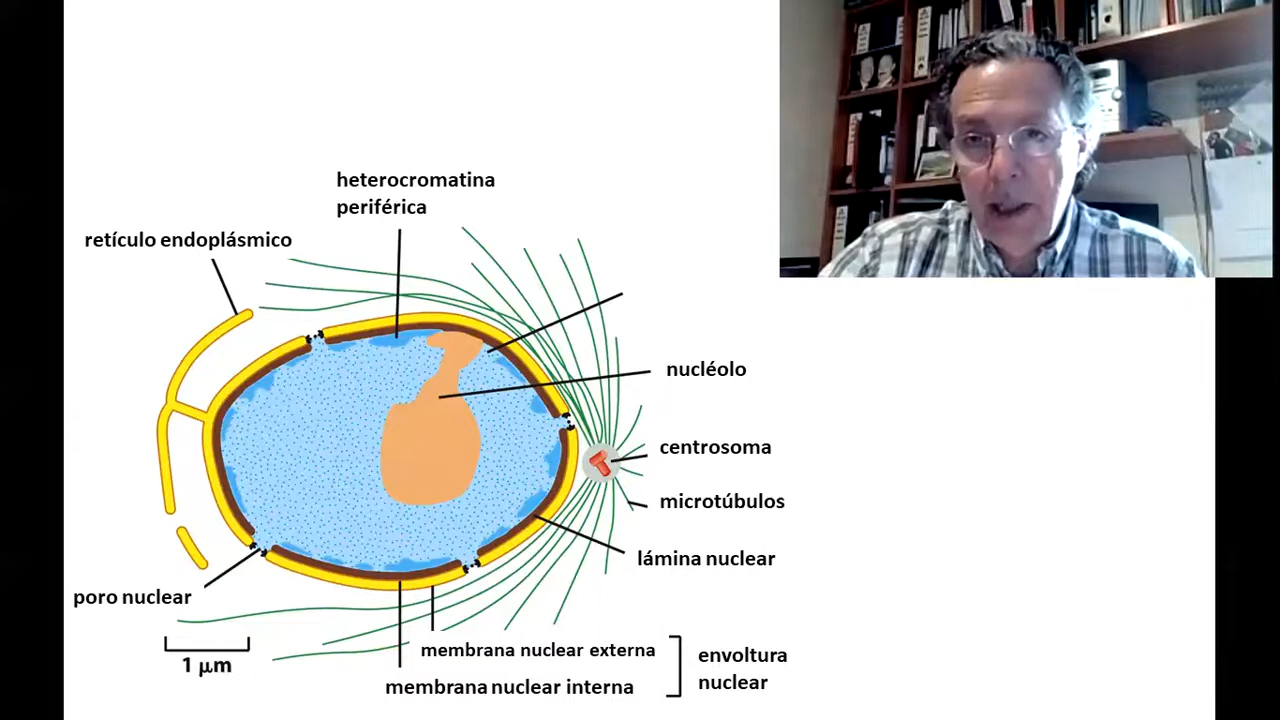 heterocromatina
periférica
retículo endoplásmico
nucléolo
centrosoma
microtúbulos
lámina nuclear
poro nuclear
1 μm
membrana nuclear externa
membrana nuclear interna
envoltura
nuclear